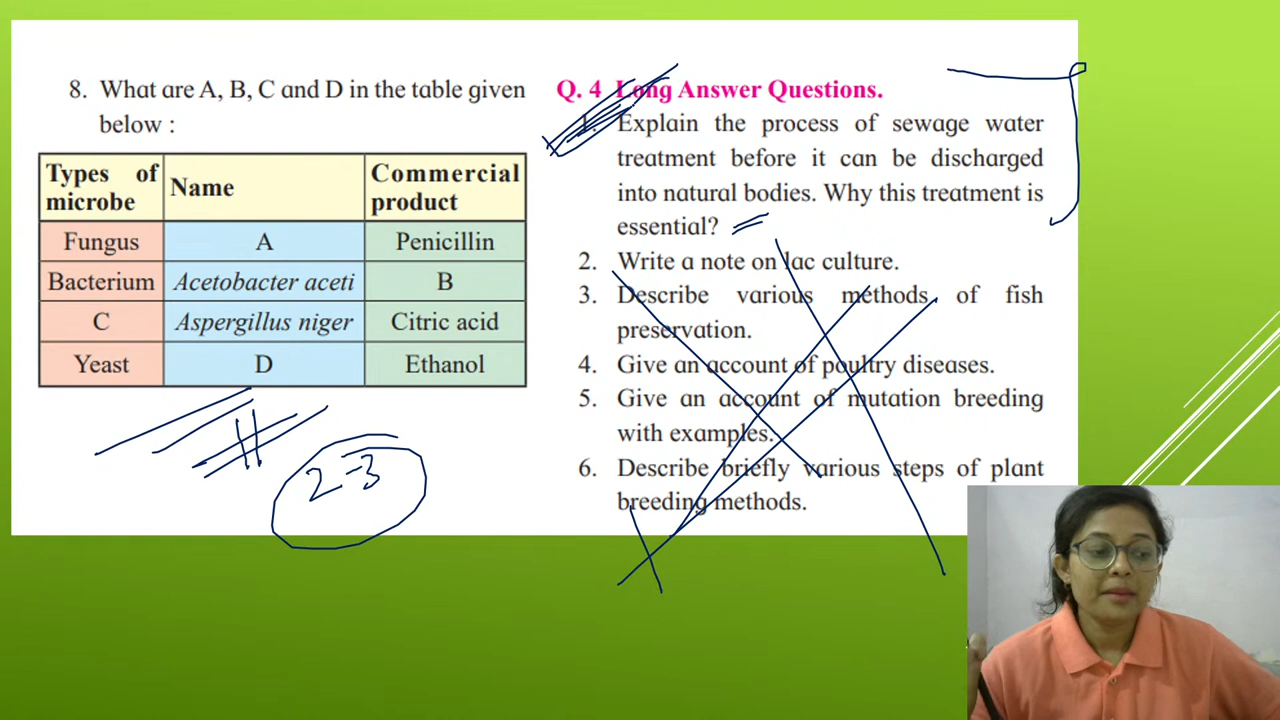 8. What are A, B, C and D in the table given
below :
Types of microbe | Name | Commercial product
Fungus | A | Penicillin
Bacterium | Acetobacter aceti | B
C | Aspergillus niger | Citric acid
Yeast | D | Ethanol
2-3
Q. 4 Long Answer Questions.
1. Explain the process of sewage water
treatment before it can be discharged
into natural bodies. Why this treatment is
essential?
2. Write a note on lac culture.
3. Describe various methods of fish
preservation.
4. Give an account of poultry diseases.
5. Give an account of mutation breeding
with examples.
6. Describe briefly various steps of plant
breeding methods.